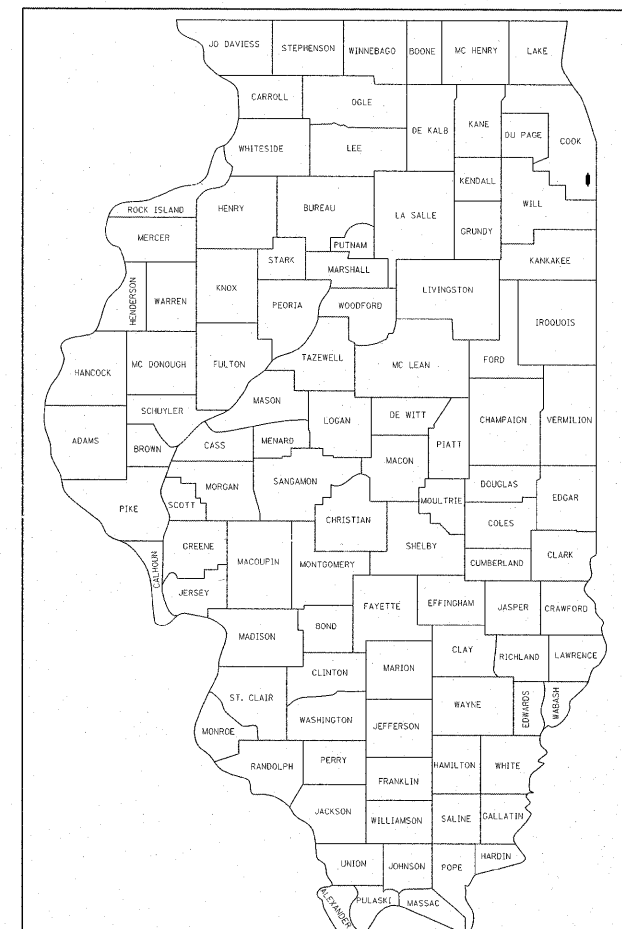 JO DAVIESS
STEPHENSON
WINNEBAGO
BOONE
MC HENRY
LAKE
CARROLL
OGLE
DE KALB
KANE
DU PAGE
COOK
WHITESIDE
LEE
KENDALL
WILL
ROCK ISLAND
HENRY
BUREAU
LA SALLE
GRUNDY
MERCER
PUTNAM
STARK
MARSHALL
KANKAKEE
HENDERSON
WARREN
KNOX
PEORIA
WOODFORD
LIVINGSTON
IROQUOIS
HANCOCK
MC DONOUGH
FULTON
TAZEWELL
MC LEAN
FORD
MASON
SCHUYLER
LOGAN
DE WITT
CHAMPAIGN
VERMILION
ADAMS
BROWN
CASS
MENARD
PIATT
MACON
MORGAN
SANGAMON
DOUGLAS
EDGAR
PIKE
SCOTT
MOULTRIE
CHRISTIAN
COLES
GREENE
MACOUPIN
MONTGOMERY
SHELBY
CUMBERLAND
CLARK
CALHOUN
JERSEY
FAYETTE
EFFINGHAM
JASPER
CRAWFORD
MADISON
BOND
CLAY
RICHLAND
LAWRENCE
CLINTON
MARION
ST. CLAIR
WAYNE
EDWARDS
WABASH
WASHINGTON
JEFFERSON
MONROE
RANDOLPH
PERRY
HAMILTON
WHITE
FRANKLIN
JACKSON
WILLIAMSON
SALINE
GALLATIN
UNION
JOHNSON
POPE
HARDIN
ALEXANDER
PULASKI
MASSAC